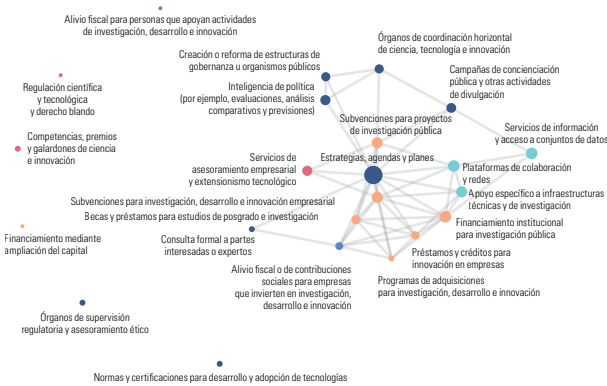 Alivio fiscal para personas que apoyan actividades
de investigación, desarrollo e innovación
Órganos de coordinación horizontal
de ciencia, tecnología e innovación
Creación o reforma de estructuras de
gobernanza u organismos públicos
Campañas de concienciación
pública y otras actividades
de divulgación
Regulación científica
y tecnológica
y derecho blando
Inteligencia de política
(por ejemplo, evaluaciones, análisis
comparativos y previsiones)
Subvenciones para proyectos
de investigación pública
Servicios de información
y acceso a conjuntos de datos
Competencias, premios
y galardones de ciencia
e innovación
Servicios de
asesoramiento empresarial
y extensionismo tecnológico
Estrategias, agendas y planes
Plataformas de colaboración
y redes
Apoyo específico a infraestructuras
técnicas y de investigación
Subvenciones para investigación, desarrollo e innovación empresarial
Becas y préstamos para estudios de posgrado e investigación
Financiamiento institucional
para investigación pública
Financiamiento mediante
ampliación del capital
Consulta formal a partes
interesadas o expertos
Préstamos y créditos para
innovación en empresas
Alivio fiscal o de contribuciones
sociales para empresas
que invierten en investigación,
desarrollo e innovación
Programas de adquisiciones
para investigación, desarrollo e innovación
Órganos de supervisión
regulatoria y asesoramiento ético
Normas y certificaciones para desarrollo y adopción de tecnologías